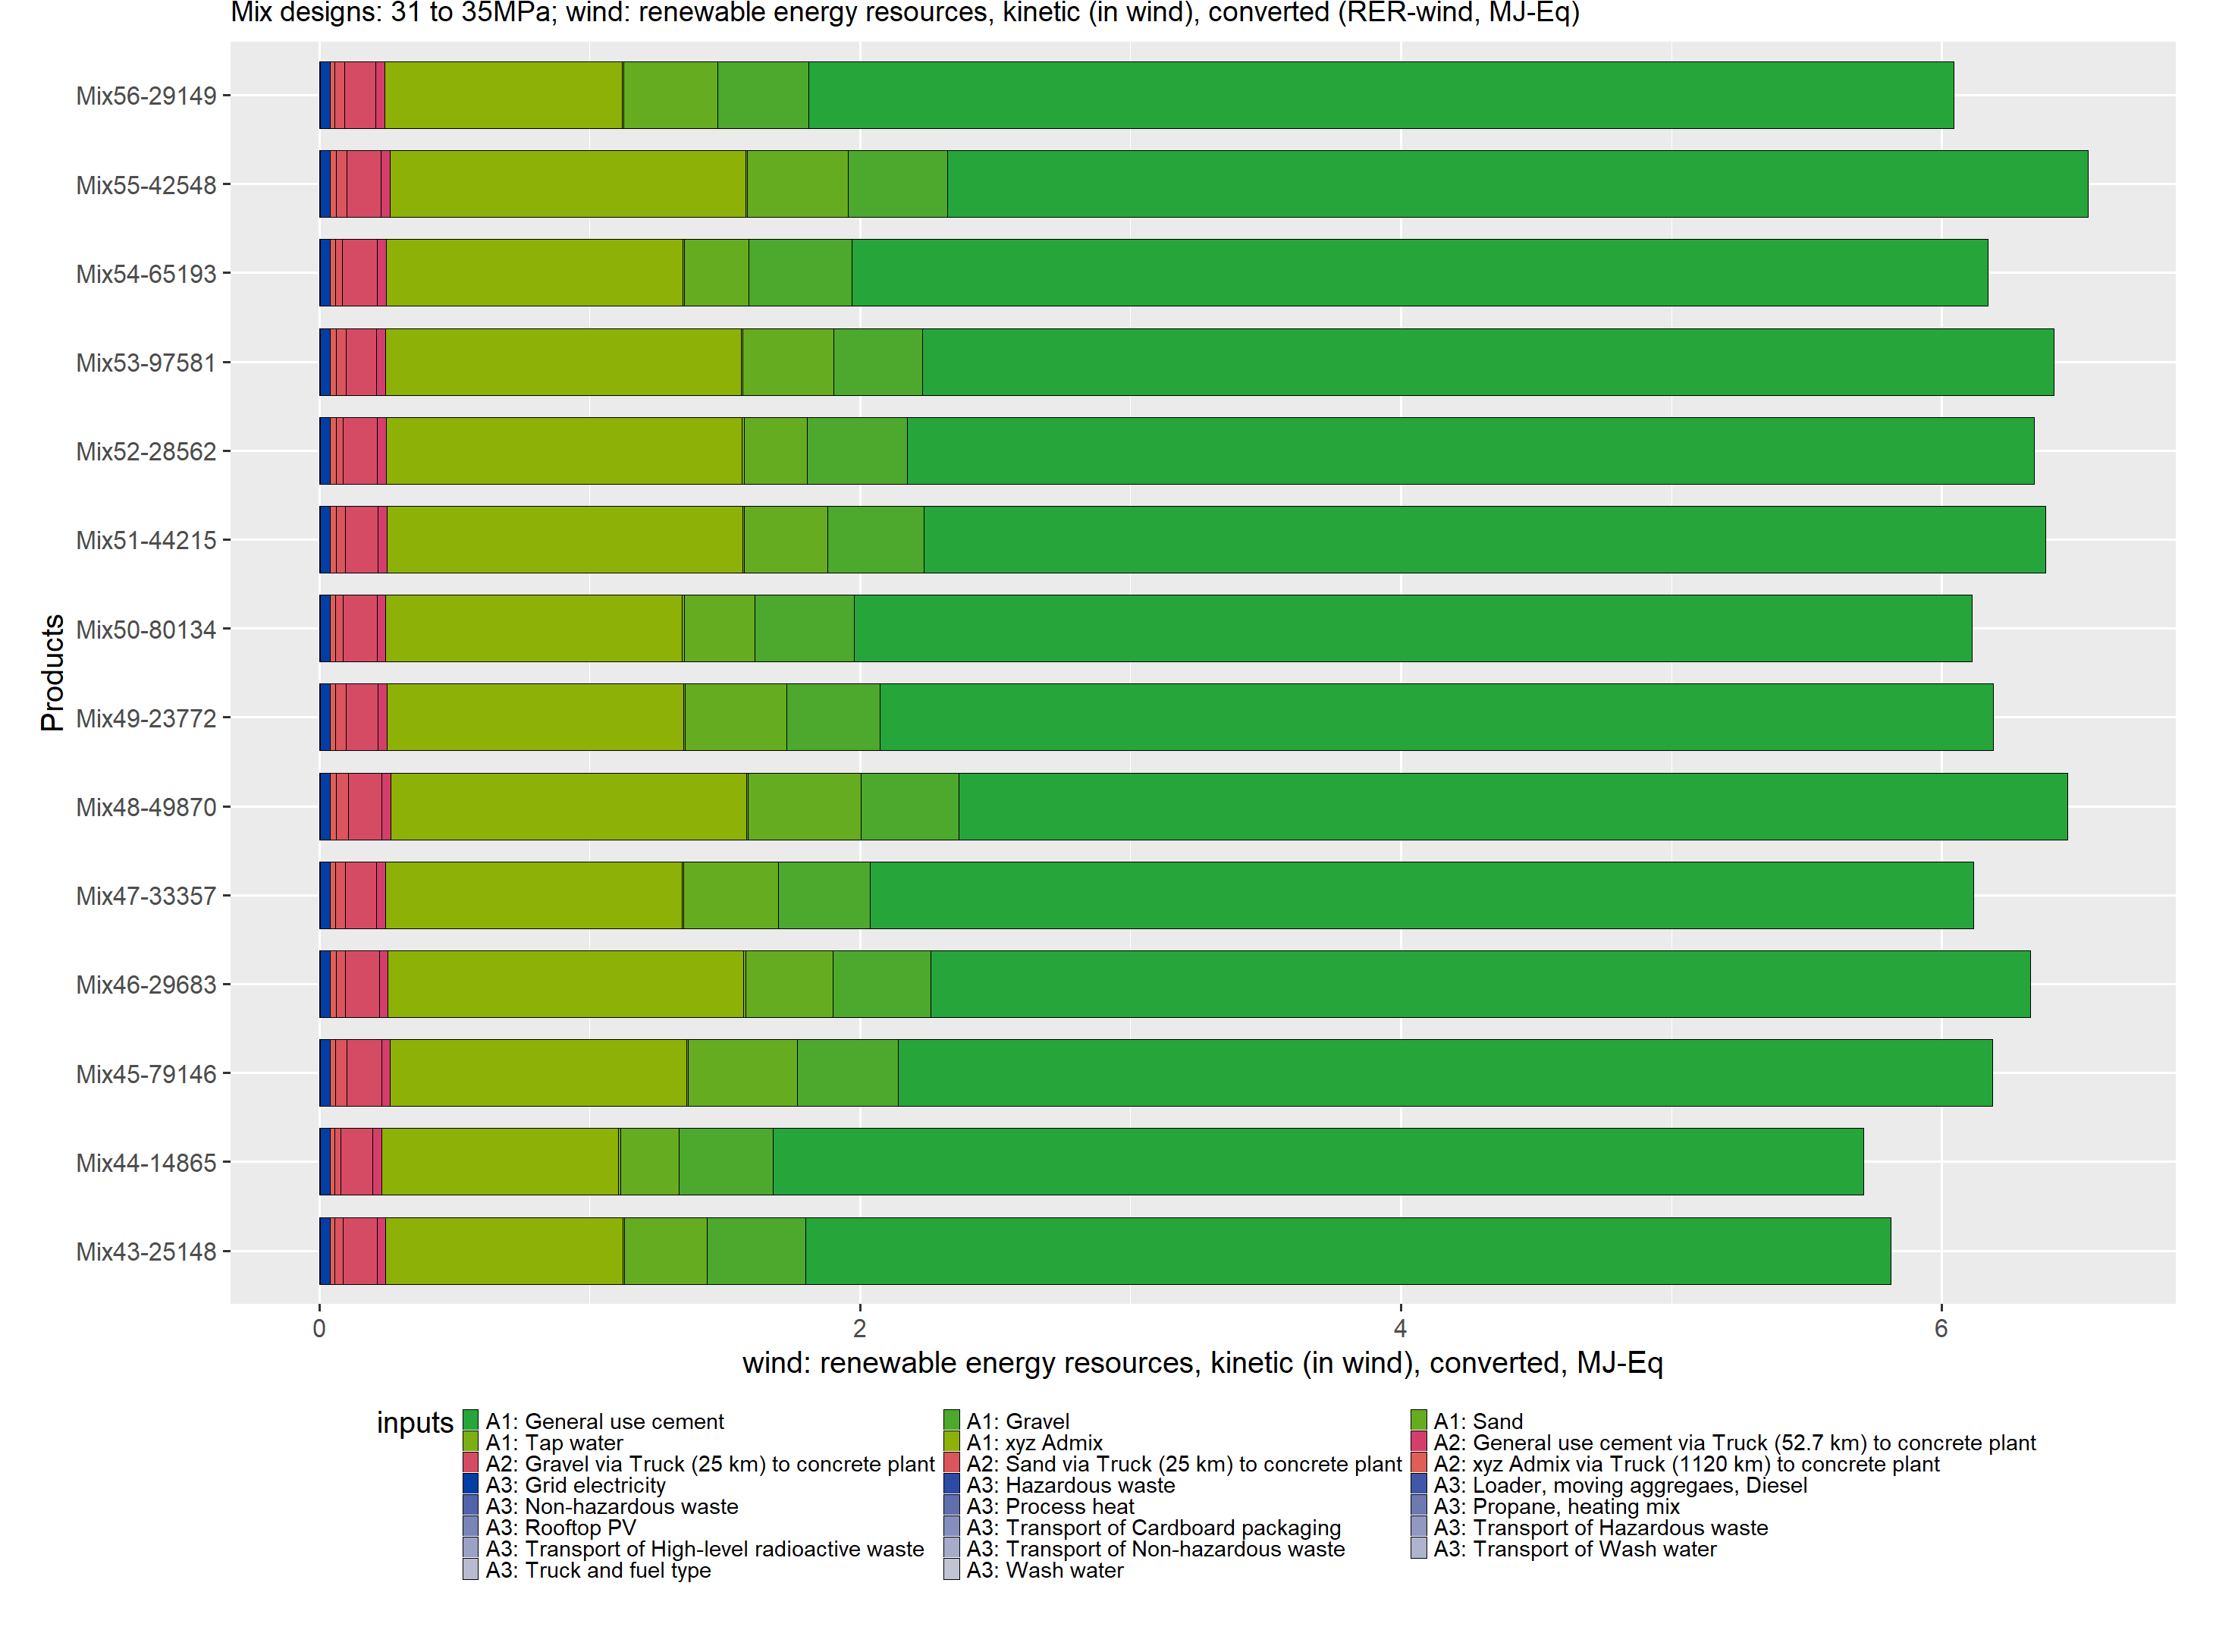 Mix designs: 31 to 35MPa; wind: renewable energy resources, kinetic (in wind), converted (RER-wind, MJ-Eq)
Products
Mix56-29149
Mix55-42548
Mix54-65193
Mix53-97581
Mix52-28562
Mix51-44215
Mix50-80134
Mix49-23772
Mix48-49870
Mix47-33357
Mix46-29683
Mix45-79146
Mix44-14865
Mix43-25148
0 2 4 6
wind: renewable energy resources, kinetic (in wind), converted, MJ-Eq
inputs
A1: General use cement A1: Gravel A1: Sand
A1: Tap water A1: xyz Admix A2: General use cement via Truck (52.7 km) to concrete plant
A2: Gravel via Truck (25 km) to concrete plant A2: Sand via Truck (25 km) to concrete plant A2: xyz Admix via Truck (1120 km) to concrete plant
A3: Grid electricity A3: Hazardous waste A3: Loader, moving aggregaes, Diesel
A3: Non-hazardous waste A3: Process heat A3: Propane, heating mix
A3: Rooftop PV A3: Transport of Cardboard packaging A3: Transport of Hazardous waste
A3: Transport of High-level radioactive waste A3: Transport of Non-hazardous waste A3: Transport of Wash water
A3: Truck and fuel type A3: Wash water